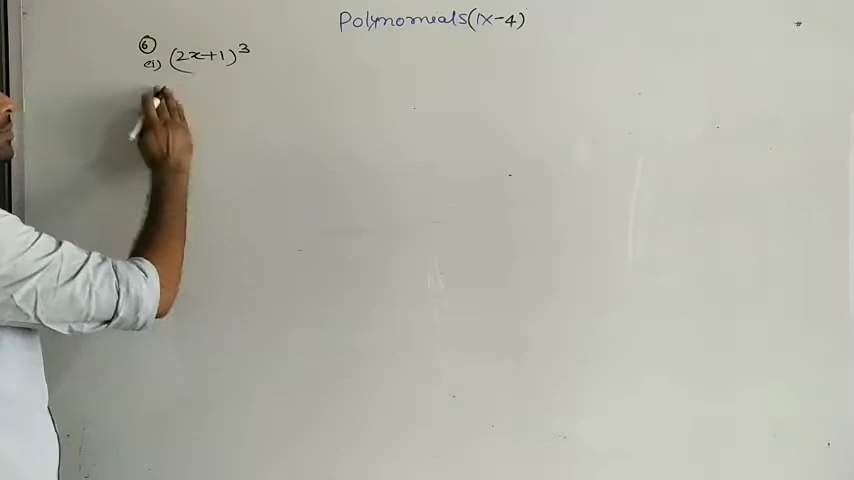 Polynomials(IX-4)
⑥
(i) (2x+1)³